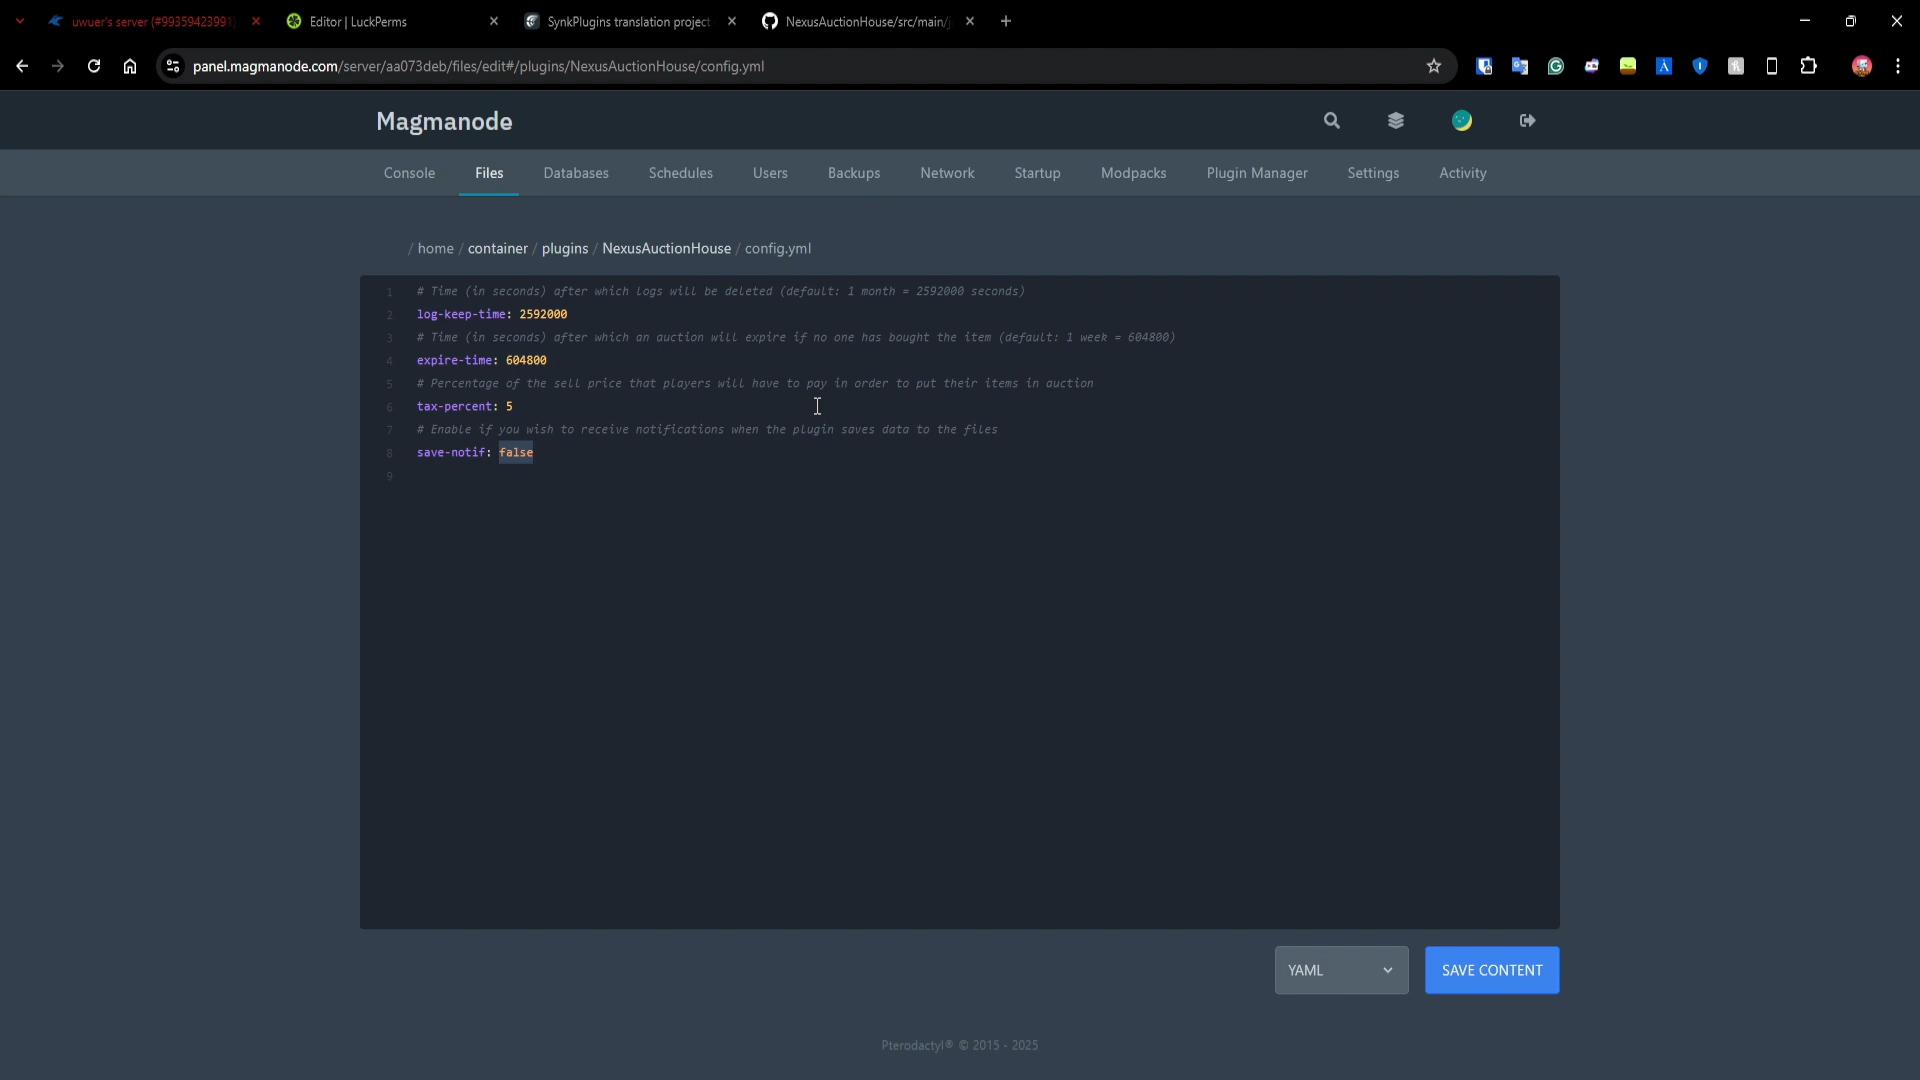 uwuer's server (#99359423991)
Editor | LuckPerms
SynkPlugins translation project
NexusAuctionHouse/src/main/j
panel.magmanode.com/server/aa073deb/files/edit#/plugins/NexusAuctionHouse/config.yml
Magmanode
Console Files Databases Schedules Users Backups Network Startup Modpacks Plugin Manager Settings Activity
/ home / container / plugins / NexusAuctionHouse / config.yml
1 # Time (in seconds) after which logs will be deleted (default: 1 month = 2592000 seconds)
2 log-keep-time: 2592000
3 # Time (in seconds) after which an auction will expire if no one has bought the item (default: 1 week = 604800)
4 expire-time: 604800
5 # Percentage of the sell price that players will have to pay in order to put their items in auction
6 tax-percent: 5
7 # Enable if you wish to receive notifications when the plugin saves data to the files
8 save-notif: false
9
YAML
SAVE CONTENT
Pterodactyl® © 2015 - 2025